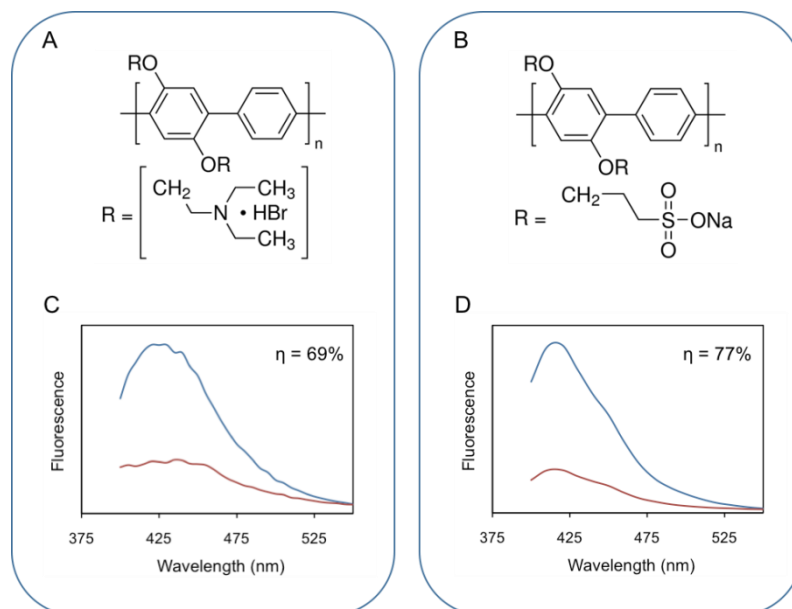 A
RO
OR
n
R =
CH2
N
CH3
• HBr
CH3
B
RO
OR
n
R =
CH2
O
S
ONa
O
C
η = 69%
Fluorescence
375
425
475
525
Wavelength (nm)
D
η = 77%
Fluorescence
375
425
475
525
Wavelength (nm)